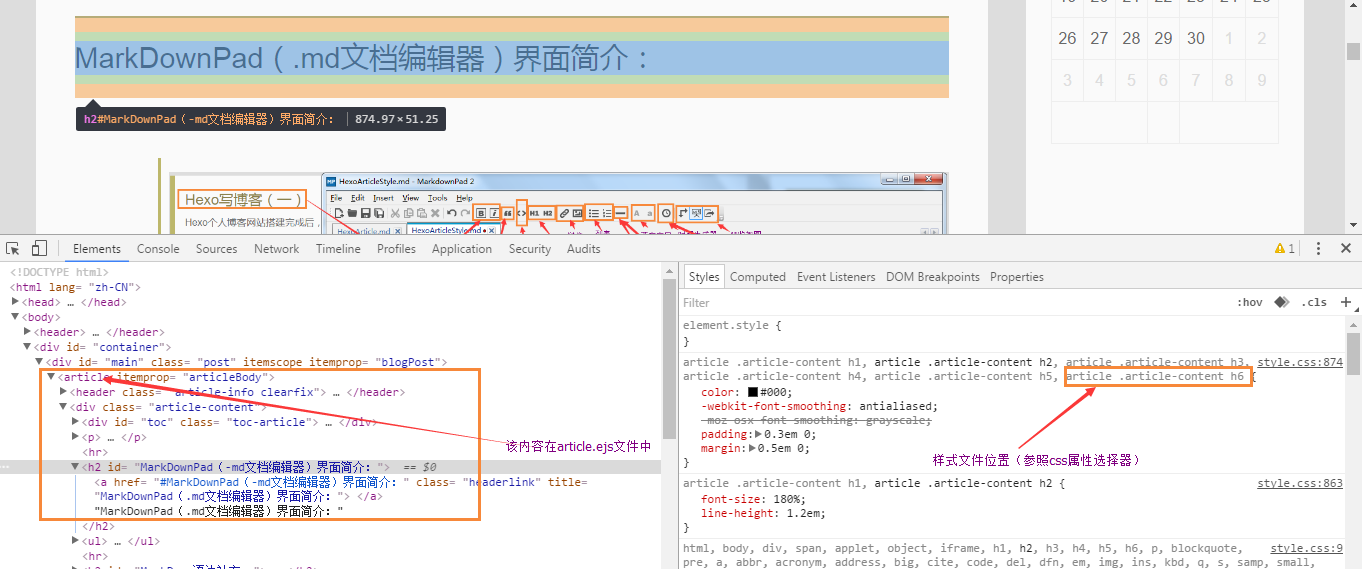 MarkDownPad（.md文档编辑器）界面简介：
h2#MarkDownPad（-md文档编辑器）界面简介： 874.97×51.25
26 27 28 29 30 1 2
3 4 5 6 7 8 9
HexoArticleStyle.md - MarkdownPad 2
Hexo写博客（一）
File Edit Insert View Tools Help
Hexo个人博客网站搭建完成后，
B I H1 H2 A a
HexoArticle.md HexoArticleStyle.md
Elements Console Sources Network Timeline Profiles Application Security Audits 1
<!DOCTYPE html>
<html lang= "zh-CN">
<head> … </head>
<body>
<header> … </header>
<div id= "container">
<div id= "main" class= "post" itemscope itemprop= "blogPost">
<article itemprop= "articleBody">
<header class= "article-info clearfix"> … </header>
<div class= "article-content">
<div id= "toc" class= "toc-article"> … </div>
<p> … </p>
<hr>
<h2 id= "MarkDownPad（-md文档编辑器）界面简介："> == $0
<a href= "#MarkDownPad（-md文档编辑器）界面简介：" class= "headerlink" title=
"MarkDownPad（.md文档编辑器）界面简介："> </a>
"MarkDownPad（.md文档编辑器）界面简介："
</h2>
<ul> … </ul>
<hr>
该内容在article.ejs文件中
Styles Computed Event Listeners DOM Breakpoints Properties
Filter :hov .cls +
element.style {
}
article .article-content h1, article .article-content h2, article .article-content h3, style.css:874
article .article-content h4, article .article-content h5, article .article-content h6 {
color: #000;
-webkit-font-smoothing: antialiased;
-moz-osx-font-smoothing: grayscale;
padding: 0.3em 0;
margin: 0.5em 0;
}
样式文件位置（参照css属性选择器）
article .article-content h1, article .article-content h2 { style.css:863
font-size: 180%;
line-height: 1.2em;
}
html, body, div, span, applet, object, iframe, h1, h2, h3, h4, h5, h6, p, blockquote, style.css:9
pre, a, abbr, acronym, address, big, cite, code, del, dfn, em, img, ins, kbd, q, s, samp, small,